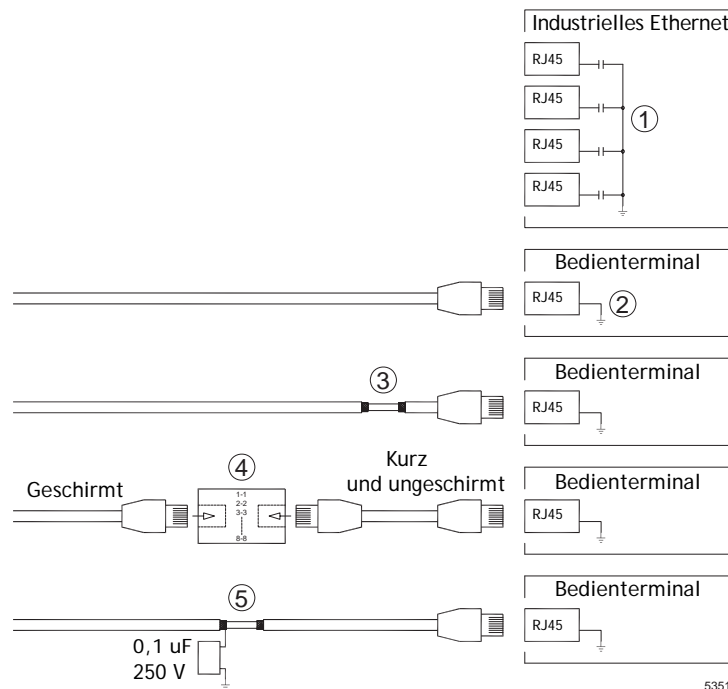 Industrielles Ethernet
RJ45
RJ45
①
RJ45
RJ45
Bedienterminal
RJ45
②
Bedienterminal
③
RJ45
Bedienterminal
④
Kurz
und ungeschirmt
Geschirmt
1-1
2-2
3-3
8-8
RJ45
Bedienterminal
⑤
RJ45
0,1 uF
250 V
5351